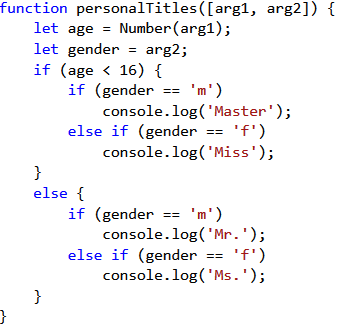 function personalTitles([arg1, arg2]) {
    let age = Number(arg1);
    let gender = arg2;
    if (age < 16) {
        if (gender == 'm')
            console.log('Master');
        else if (gender == 'f')
            console.log('Miss');
    }
    else {
        if (gender == 'm')
            console.log('Mr.');
        else if (gender == 'f')
            console.log('Ms.');
    }
}